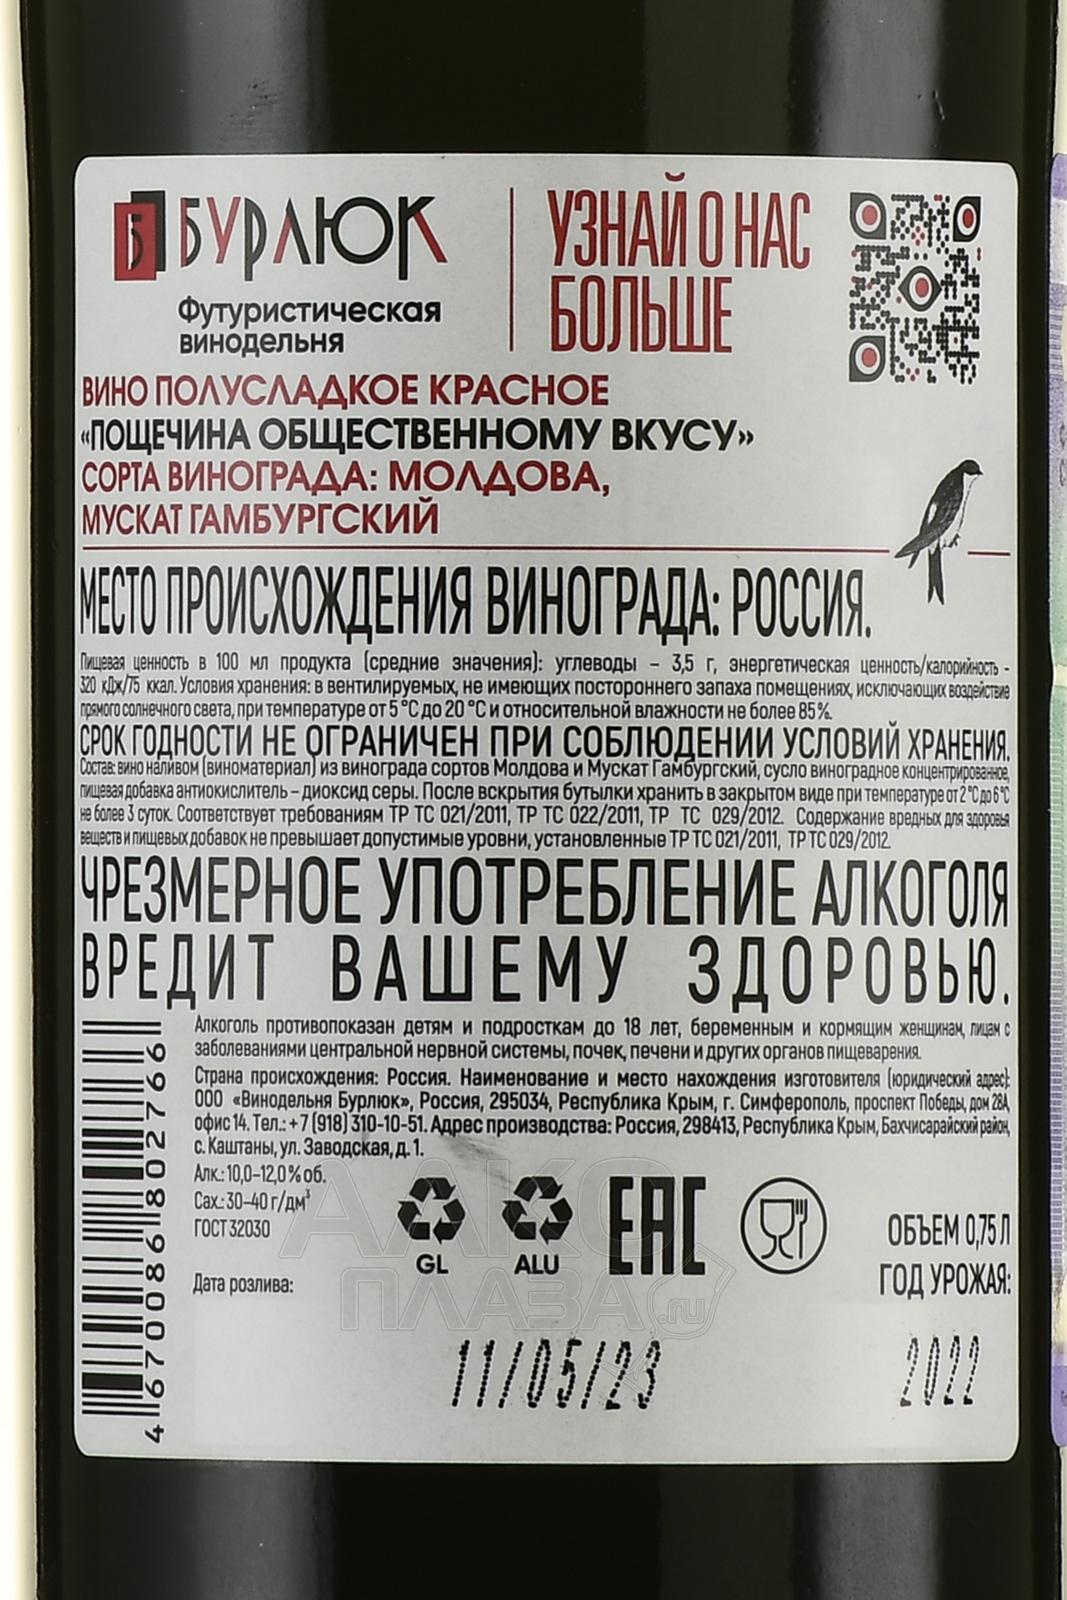 БУРЛЮК
Футуристическая
винодельня
УЗНАЙ О НАС
БОЛЬШЕ
ВИНО ПОЛУСЛАДКОЕ КРАСНОЕ
«ПОЩЕЧИНА ОБЩЕСТВЕННОМУ ВКУСУ»
СОРТА ВИНОГРАДА: МОЛДОВА,
МУСКАТ ГАМБУРГСКИЙ
МЕСТО ПРОИСХОЖДЕНИЯ ВИНОГРАДА: РОССИЯ.
Пищевая ценность в 100 мл продукта (средние значения): углеводы – 3,5 г, энергетическая ценность/калорийность -
320 кДж/75 ккал. Условия хранения: в вентилируемых, не имеющих постороннего запаха помещениях, исключающих воздействие
прямого солнечного света, при температуре от 5 °С до 20 °С и относительной влажности не более 85%.
СРОК ГОДНОСТИ НЕ ОГРАНИЧЕН ПРИ СОБЛЮДЕНИИ УСЛОВИЙ ХРАНЕНИЯ.
Состав: вино наливом (виноматериал) из винограда сортов Молдова и Мускат Гамбургский, сусло виноградное концентрированное,
пищевая добавка антиокислитель – диоксид серы. После вскрытия бутылки хранить в закрытом виде при температуре от 2 °С до 6 °С
не более 3 суток. Соответствует требованиям ТР ТС 021/2011, ТР ТС 022/2011, ТР ТС 029/2012. Содержание вредных для здоровья
веществ и пищевых добавок не превышает допустимые уровни, установленные ТР ТС 021/2011, ТР ТС 029/2012.
ЧРЕЗМЕРНОЕ УПОТРЕБЛЕНИЕ АЛКОГОЛЯ
ВРЕДИТ ВАШЕМУ ЗДОРОВЬЮ.
Алкоголь противопоказан детям и подросткам до 18 лет, беременным и кормящим женщинам, лицам с
заболеваниями центральной нервной системы, почек, печени и других органов пищеварения.
Страна происхождения: Россия. Наименование и место нахождения изготовителя (юридический адрес):
ООО «Винодельня Бурлюк», Россия, 295034, Республика Крым, г. Симферополь, проспект Победы, дом 28А,
офис 14. Тел.: +7 (918) 310-10-51. Адрес производства: Россия, 298413, Республика Крым, Бахчисарайский район,
с. Каштаны, ул. Заводская, д. 1.
Алк.: 10,0–12,0 % об.
Сах.: 30–40 г/дм³
ГОСТ 32030
GL
ALU
EAC
ОБЪЕМ 0,75 Л
ГОД УРОЖАЯ:
Дата розлива:
11/05/23
2022
4 670086 802766
АЛКО
ПЛАЗА.ru